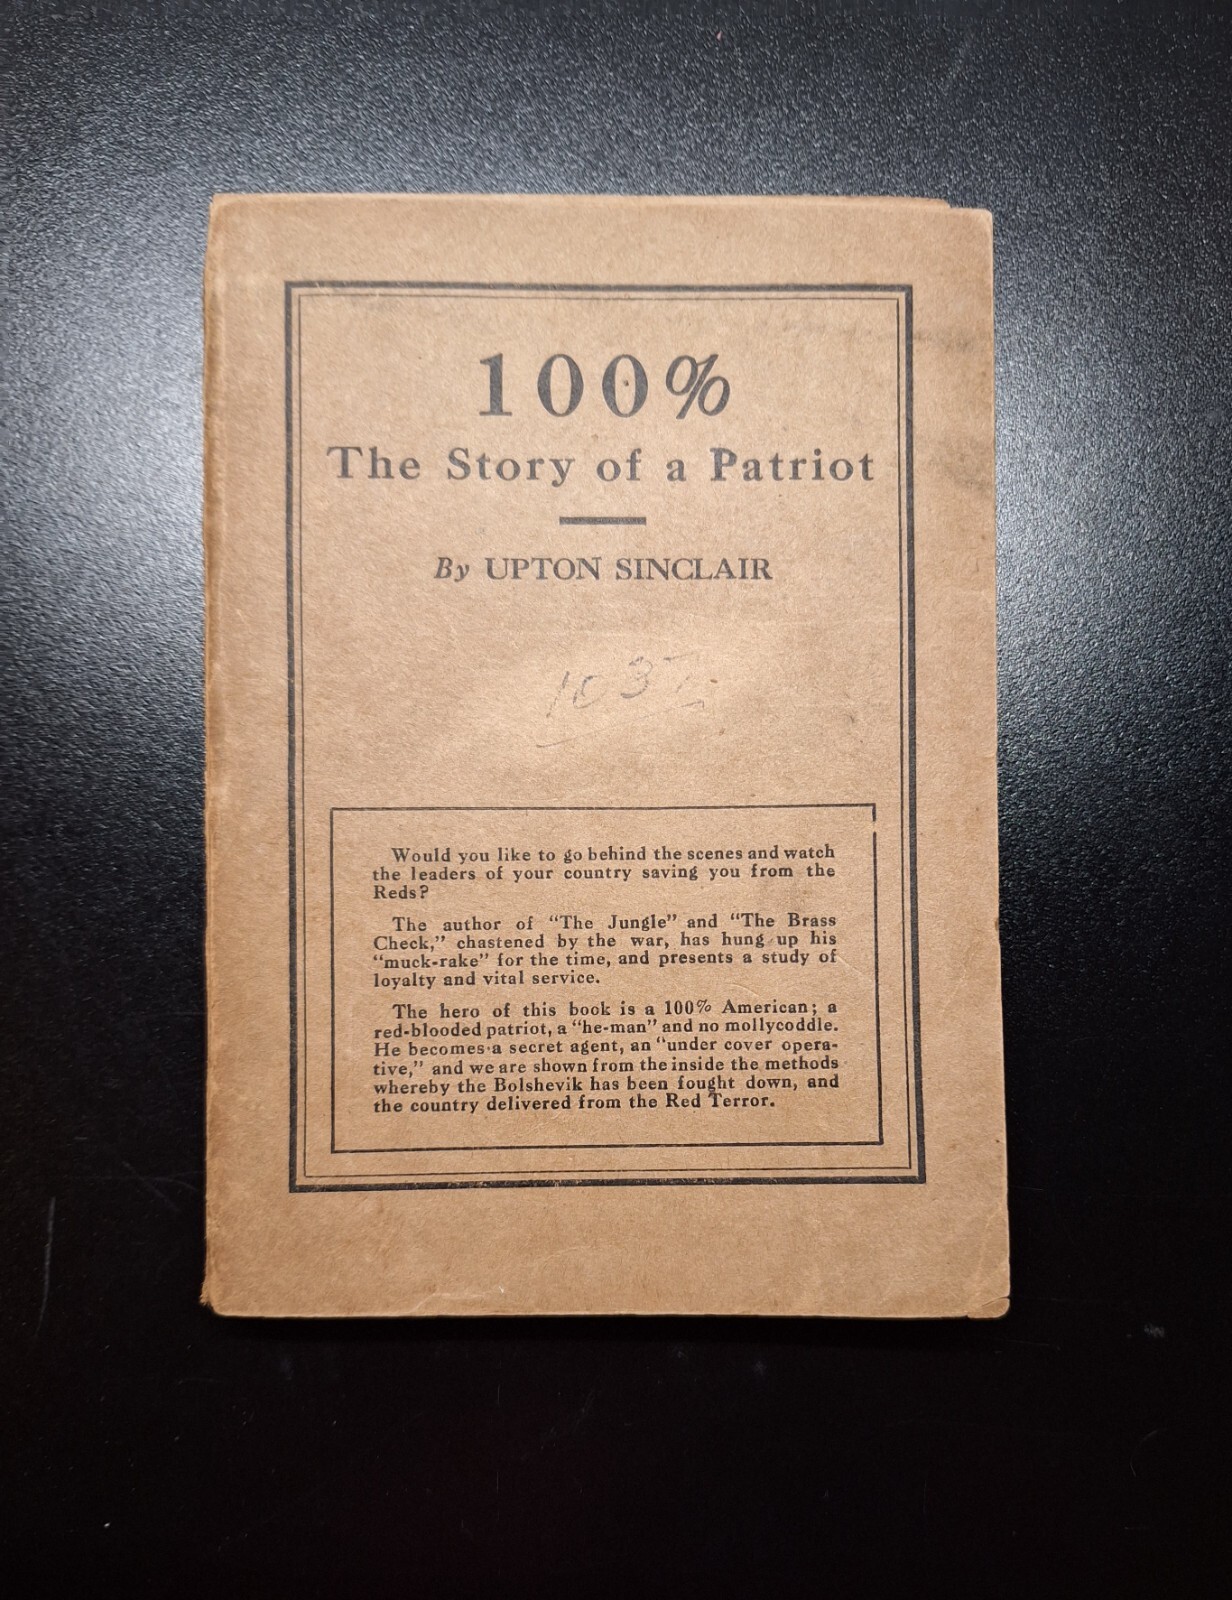 100%
The Story of a Patriot
By UPTON SINCLAIR
Would you like to go behind the scenes and watch
the leaders of your country saving you from the
Reds?
The author of "The Jungle" and "The Brass
Check," chastened by the war, has hung up his
"muck-rake" for the time, and presents a study of
loyalty and vital service.
The hero of this book is a 100% American; a
red-blooded patriot, a "he-man" and no mollycoddle.
He becomes a secret agent, an "under cover opera-
tive," and we are shown from the inside the methods
whereby the Bolshevik has been fought down, and
the country delivered from the Red Terror.